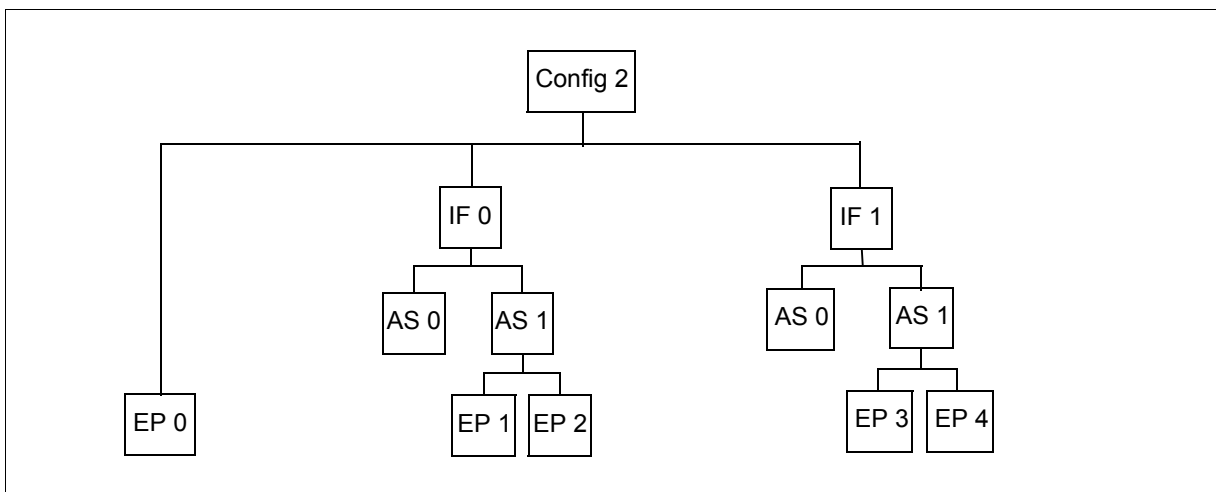 Config 2
IF 0
IF 1
AS 0
AS 1
AS 0
AS 1
EP 0
EP 1
EP 2
EP 3
EP 4